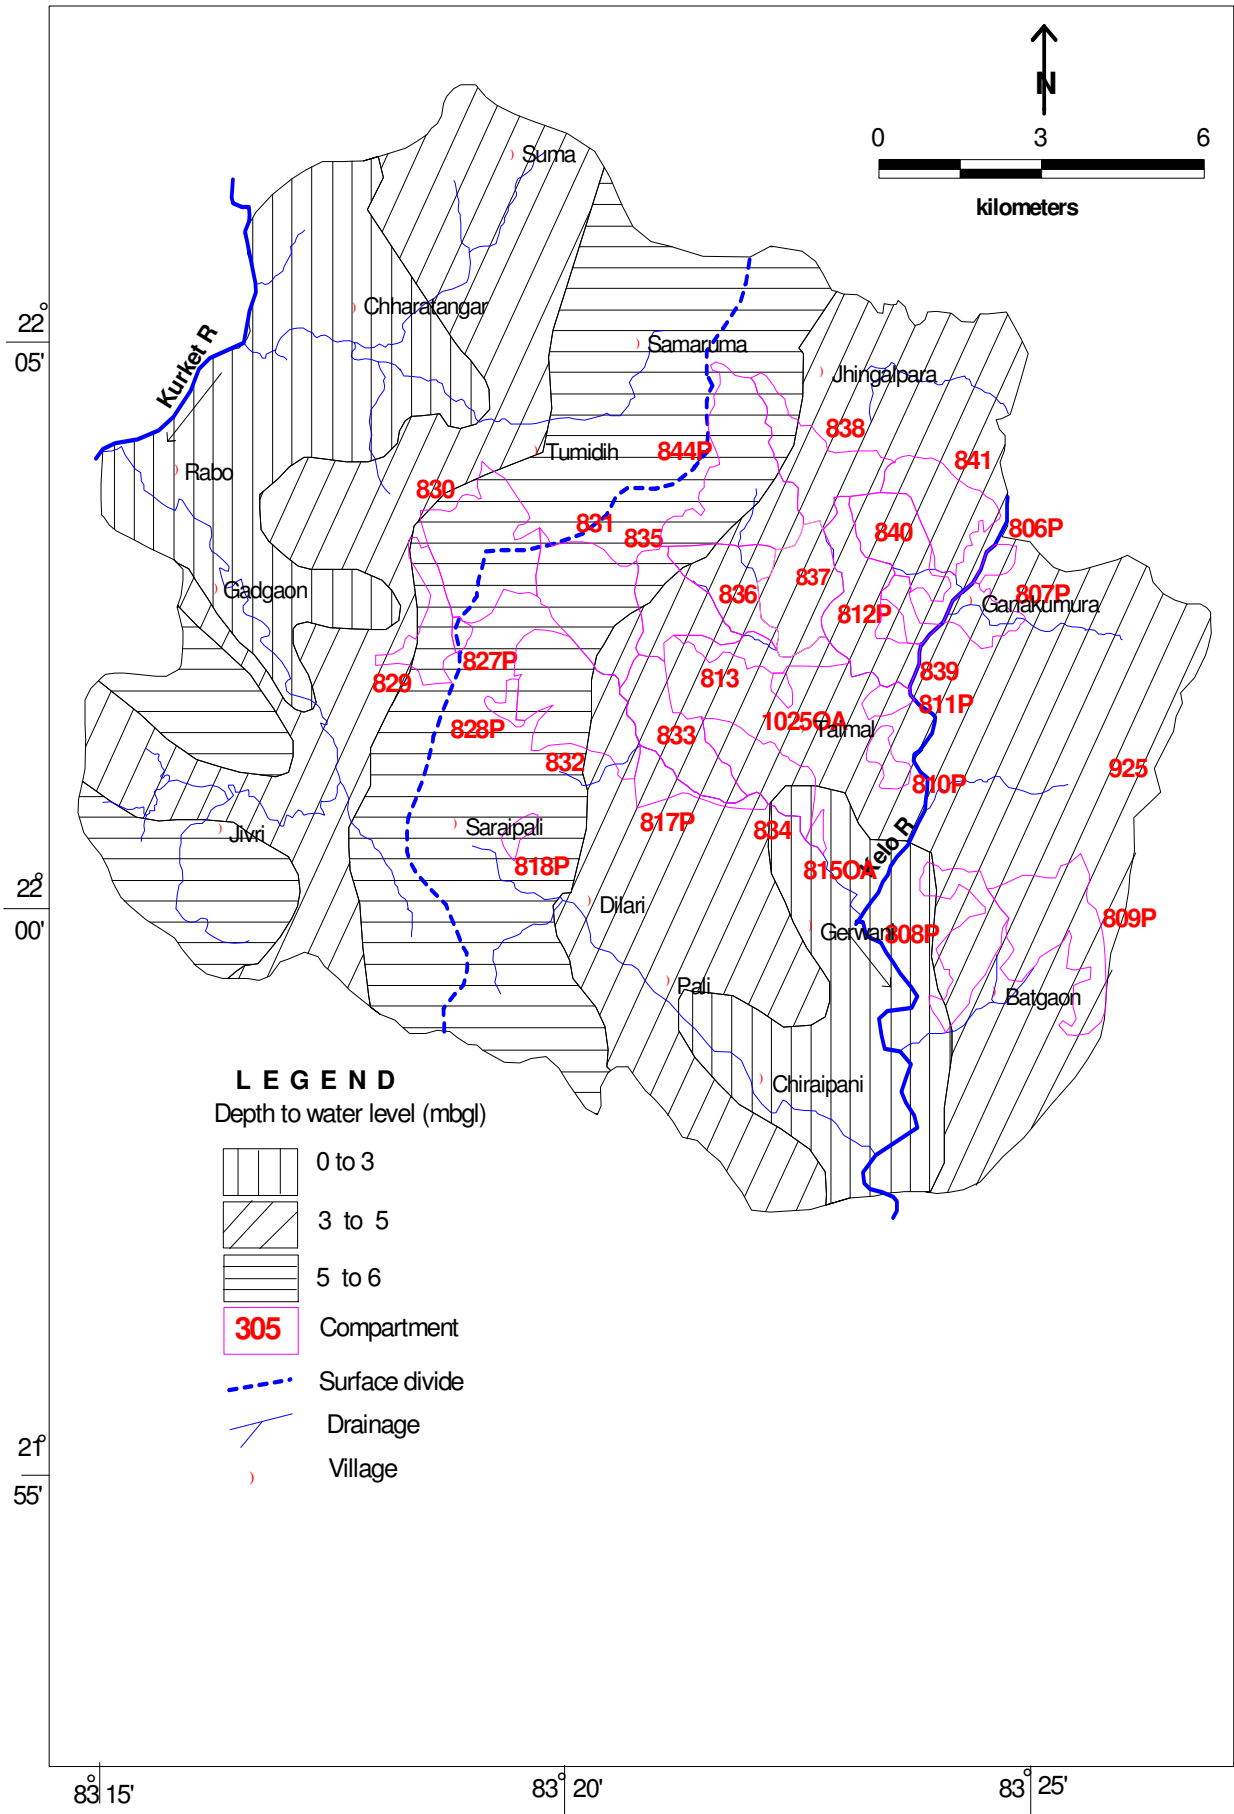 N
0 3 6
kilometers
Suma
Chharatangar
22°
05'
Kurket R
Samaruma
Jhingalpara
838
Tumidih
844P
841
Rabo
830
831
835
840
806P
837
Gadgaon
836
807P
Ganakumura
812P
827P
829
813
839
811P
828P
1025OA
Taimal
833
832
925
810P
Jivri
Saraipali
817P
834
Kelo R
818P
815OA
22°
00'
Dilari
809P
Gerwani
808P
Pali
Batgaon
Chiraipani
LEGEND
Depth to water level (mbgl)
0 to 3
3 to 5
5 to 6
305 Compartment
Surface divide
Drainage
Village
21°
55'
83° 15' 83° 20' 83° 25'